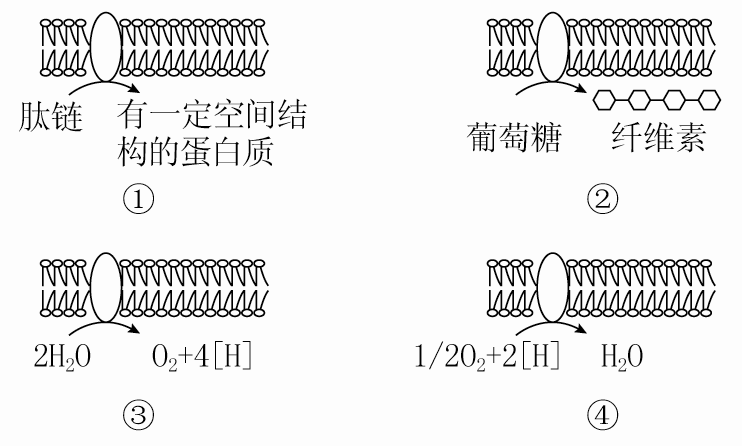 肽链 有一定空间结
构的蛋白质
①
葡萄糖 纤维素
②
2H₂O O₂+4[H]
③
1/2O₂+2[H] H₂O
④